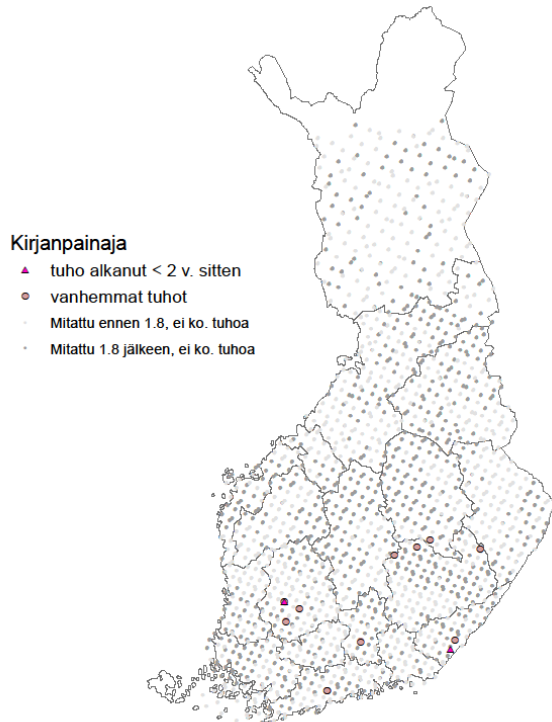 Kirjanpainaja
tuho alkanut < 2 v. sitten
vanhemmat tuhot
Mitattu ennen 1.8, ei ko. tuhoa
Mitattu 1.8 jälkeen, ei ko. tuhoa